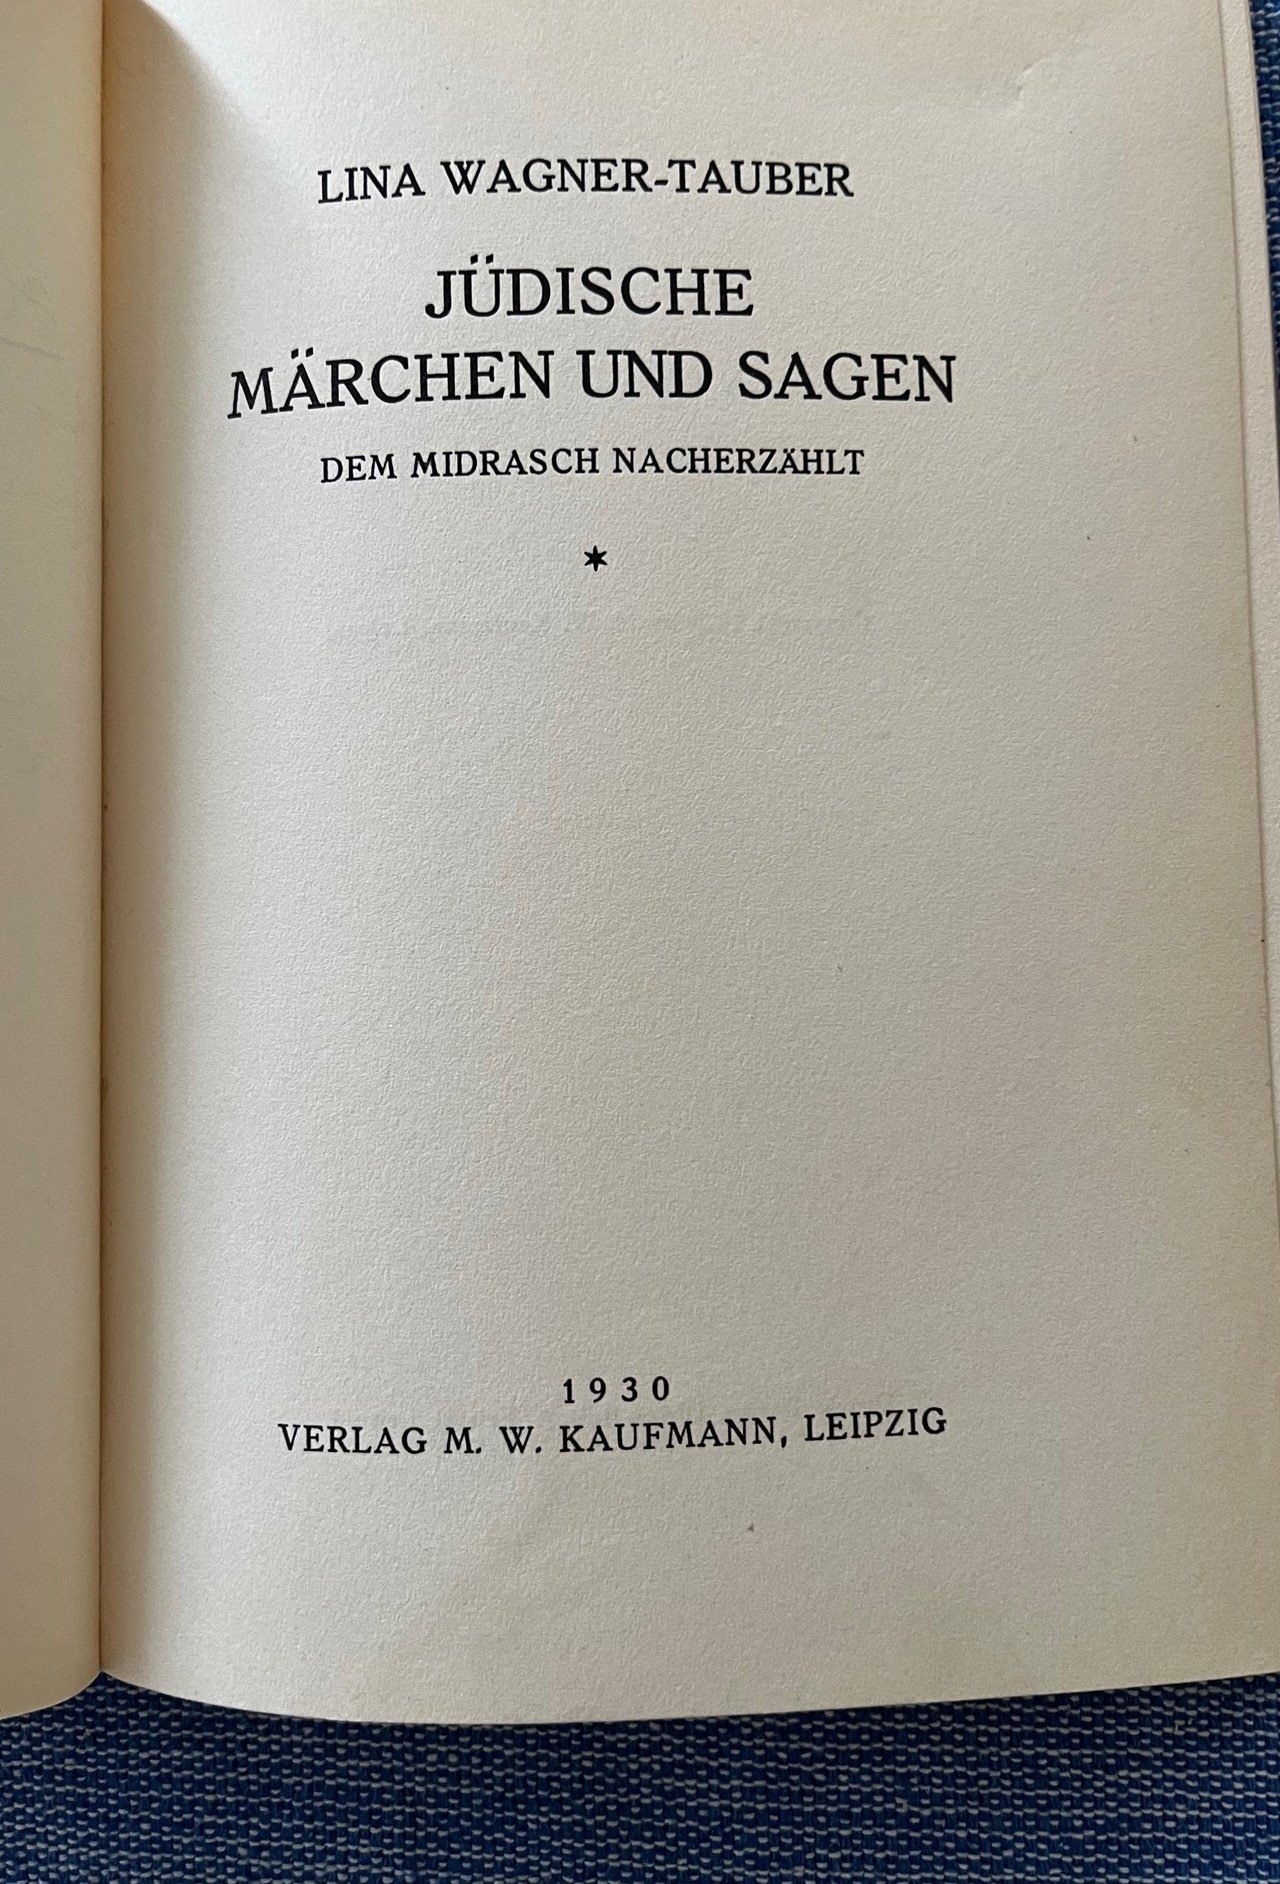 LINA WAGNER-TAUBER
JÜDISCHE
MÄRCHEN UND SAGEN
DEM MIDRASCH NACHERZÄHLT
*
1930
VERLAG M. W. KAUFMANN, LEIPZIG